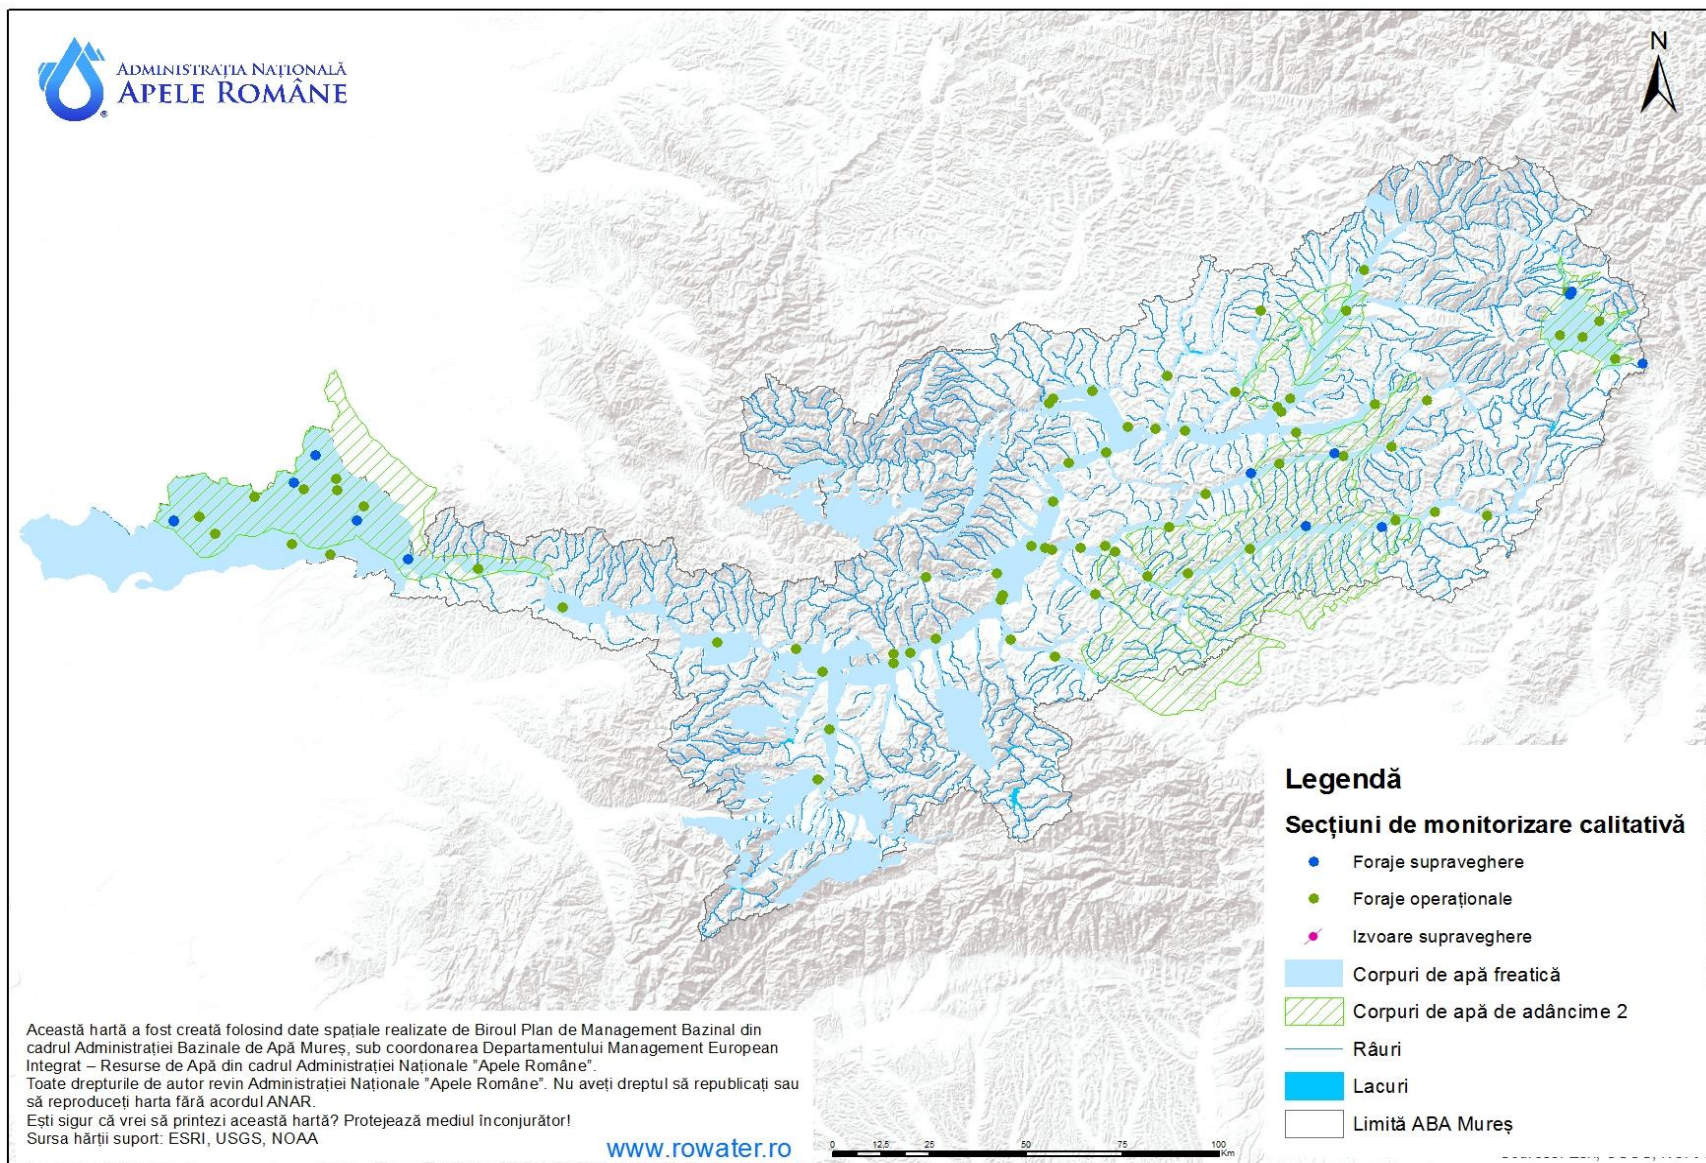 ADMINISTRAȚIA NAȚIONALĂ
APELE ROMÂNE
N
Legendă
Secțiuni de monitorizare calitativă
Foraje supraveghere
Foraje operaționale
Izvoare supraveghere
Corpuri de apă freatică
Corpuri de apă de adâncime 2
Râuri
Lacuri
Limită ABA Mureș
Această hartă a fost creată folosind date spațiale realizate de Biroul Plan de Management Bazinal din
cadrul Administrației Bazinale de Apă Mureș, sub coordonarea Departamentului Management European
Integrat – Resurse de Apă din cadrul Administrației Naționale "Apele Române".
Toate drepturile de autor revin Administrației Naționale "Apele Române". Nu aveți dreptul să republicați sau
să reproduceți harta fără acordul ANAR.
Ești sigur că vrei să printezi această hartă? Protejează mediul înconjurător!
Sursa hărții suport: ESRI, USGS, NOAA
www.rowater.ro
0 12,5 25 50 75 100
Km